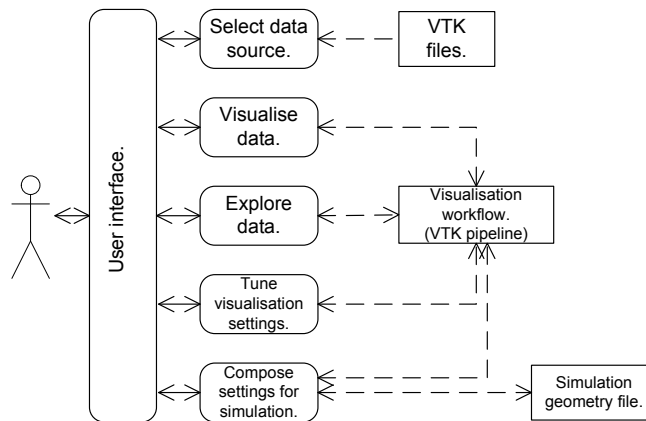 User interface.
Select data
source.
VTK
files.
Visualise
data.
Explore
data.
Visualisation
workflow.
(VTK pipeline)
Tune
visualisation
settings.
Compose
settings for
simulation.
Simulation
geometry file.